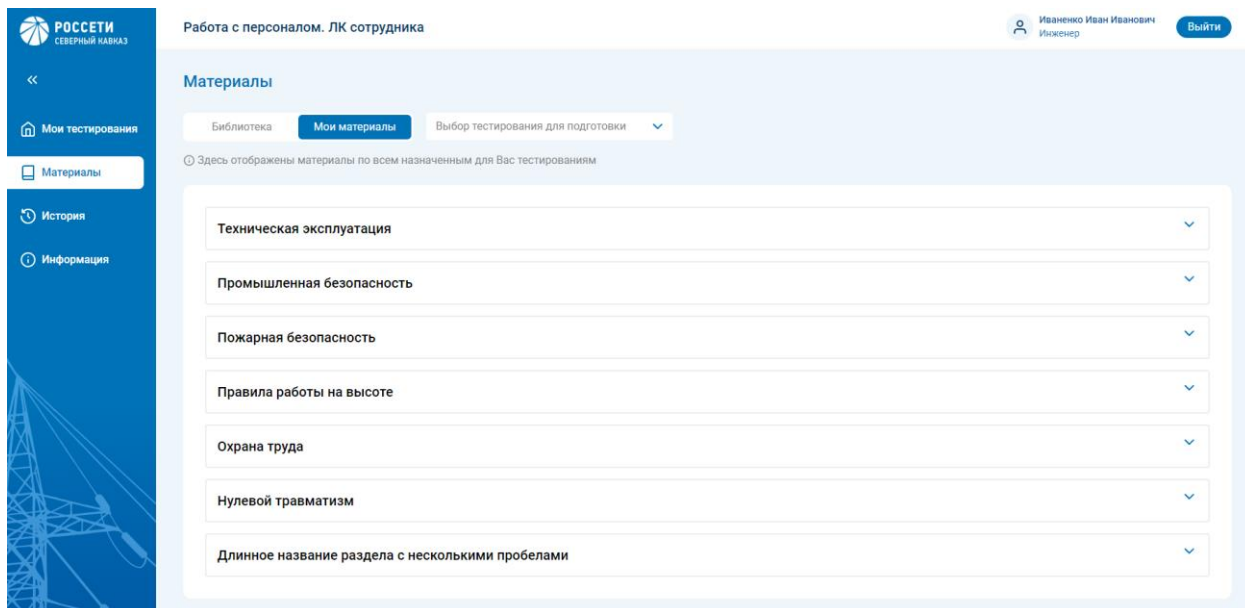 РОССЕТИ
СЕВЕРНЫЙ КАВКАЗ
Работа с персоналом. ЛК сотрудника
Иваненко Иван Иванович
Инженер
Выйти
Мои тестирования
Материалы
История
Информация
Материалы
Библиотека
Мои материалы
Выбор тестирования для подготовки
Здесь отображены материалы по всем назначенным для Вас тестированиям
Техническая эксплуатация
Промышленная безопасность
Пожарная безопасность
Правила работы на высоте
Охрана труда
Нулевой травматизм
Длинное название раздела с несколькими пробелами